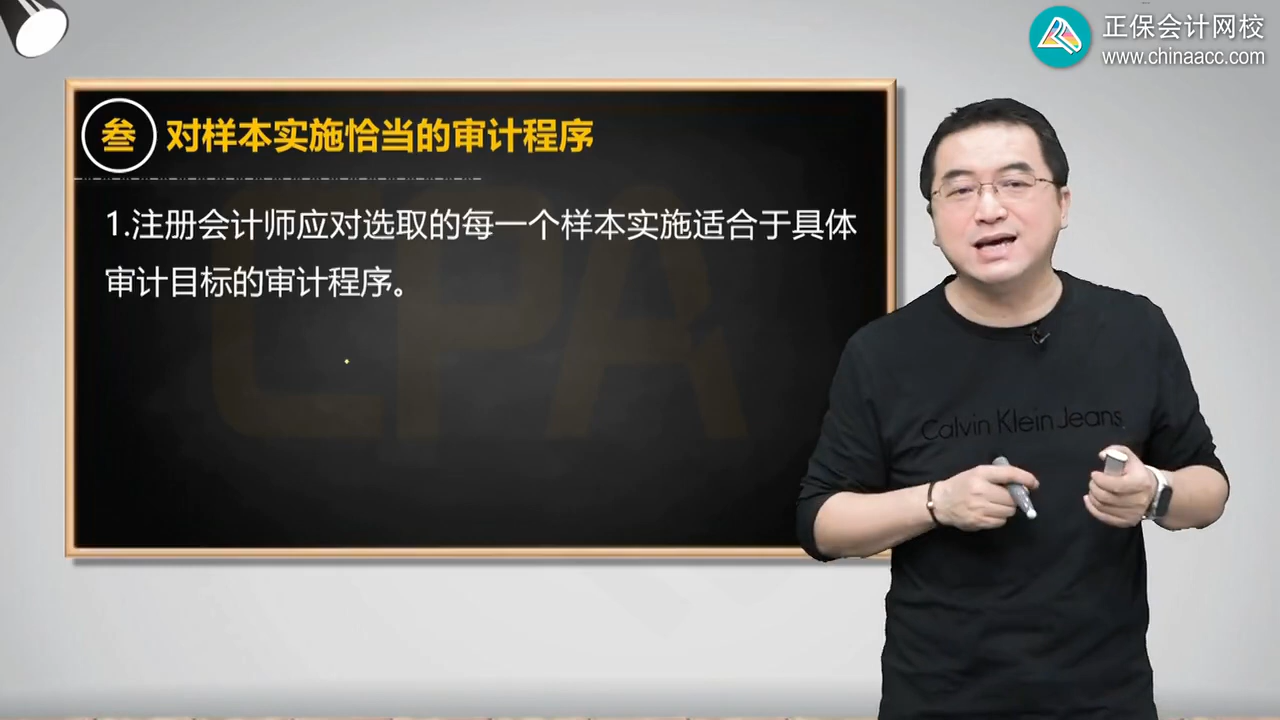 正保会计网校
www.chinaacc.com
叁 对样本实施恰当的审计程序
1.注册会计师应对选取的每一个样本实施适合于具体
审计目标的审计程序。
CPA
Calvin Klein Jeans